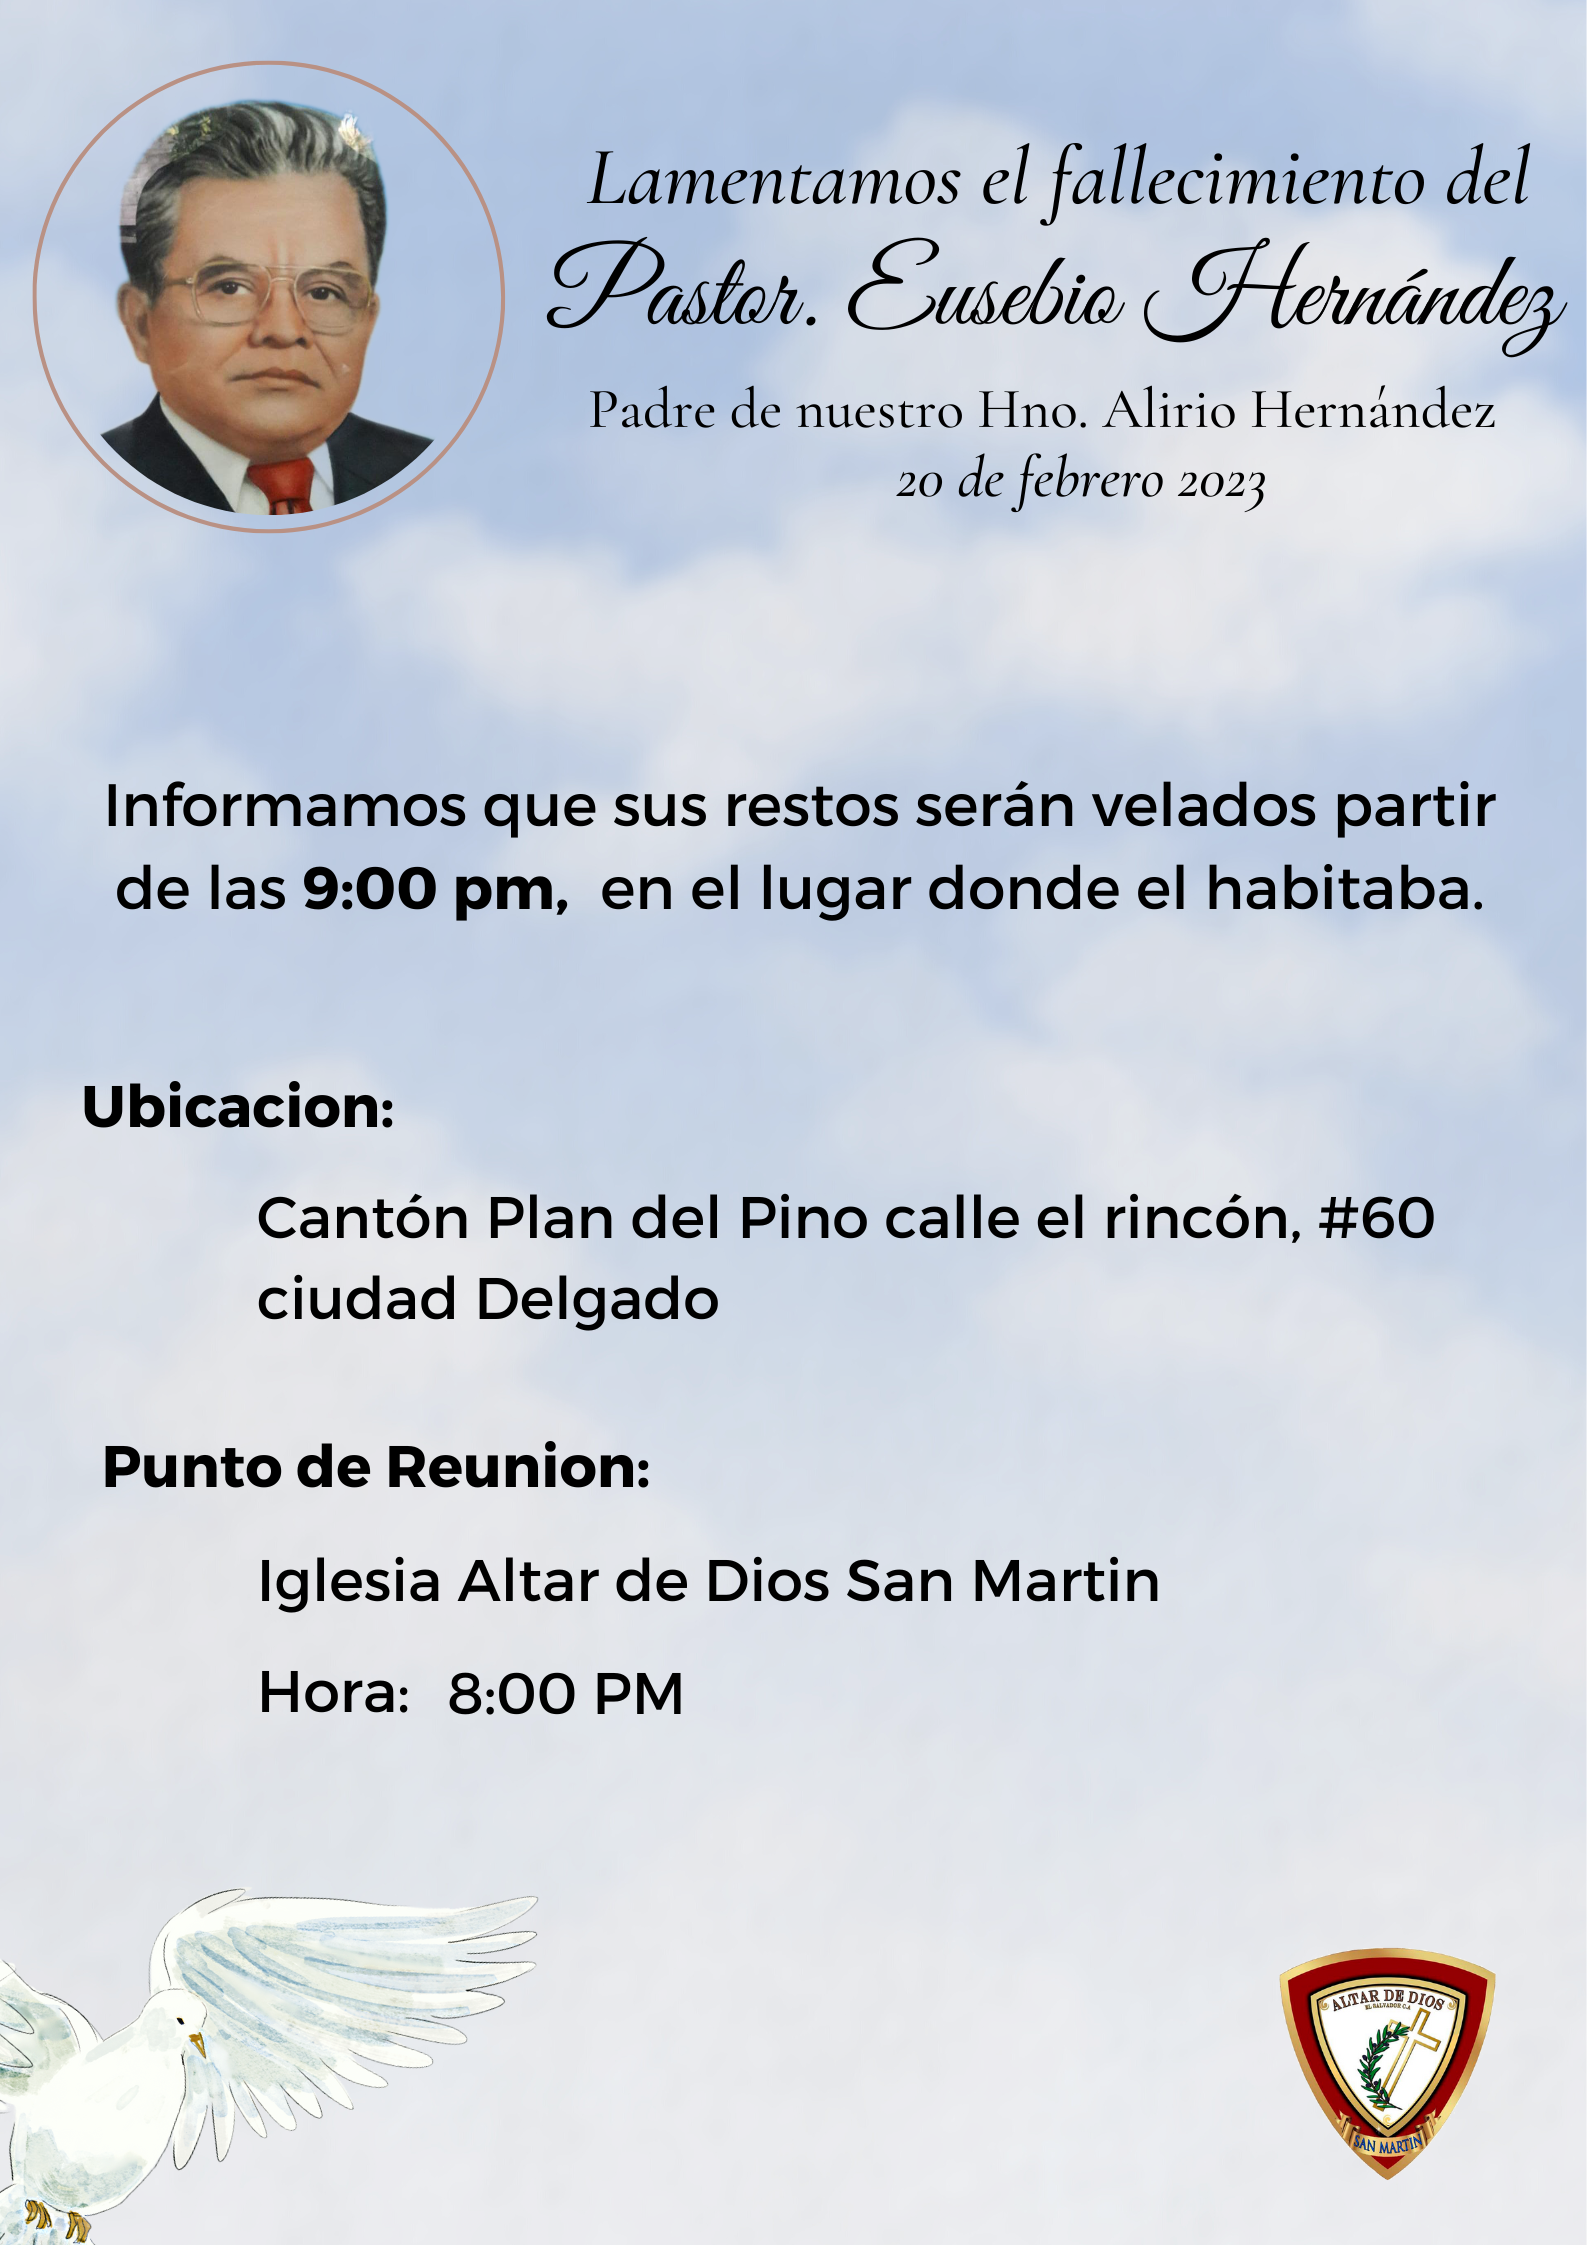 Lamentamos el fallecimiento del
Pastor. Eusebio Hernández
Padre de nuestro Hno. Alirio Hernández
20 de febrero 2023
Informamos que sus restos serán velados partir
de las 9:00 pm, en el lugar donde el habitaba.
Ubicacion:
Cantón Plan del Pino calle el rincón, #60
ciudad Delgado
Punto de Reunion:
Iglesia Altar de Dios San Martin
Hora: 8:00 PM
ALTAR DE DIOS
EL SALVADOR C.A
SAN MARTIN